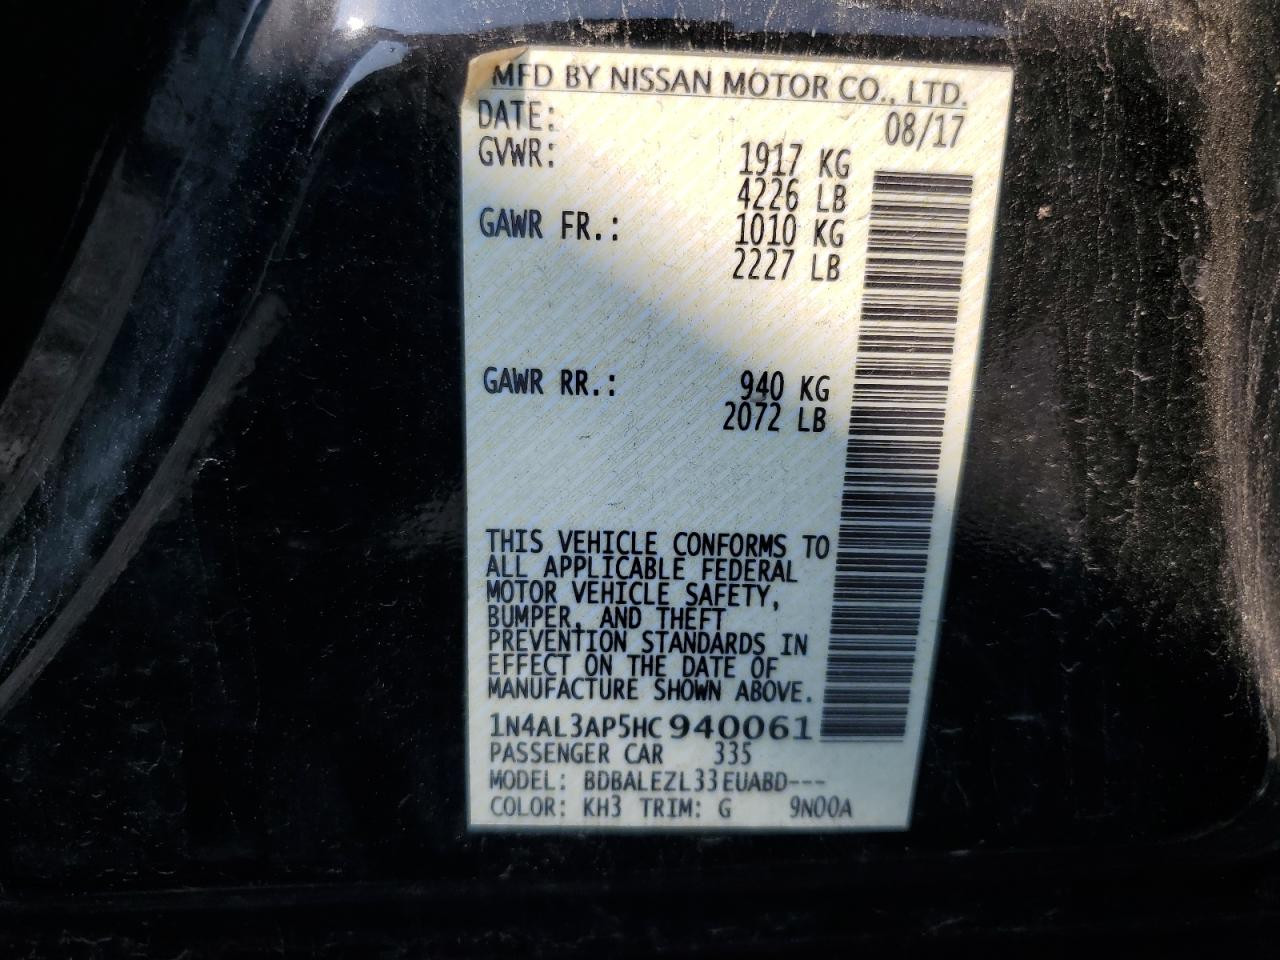 MFD BY NISSAN MOTOR CO., LTD.
DATE: 08/17
GVWR: 1917 KG
4226 LB
GAWR FR.: 1010 KG
2227 LB
GAWR RR.: 940 KG
2072 LB
THIS VEHICLE CONFORMS TO
ALL APPLICABLE FEDERAL
MOTOR VEHICLE SAFETY,
BUMPER, AND THEFT
PREVENTION STANDARDS IN
EFFECT ON THE DATE OF
MANUFACTURE SHOWN ABOVE.
1N4AL3AP5HC940061
PASSENGER CAR 335
MODEL: BDBALEZL33EUABD---
COLOR: KH3 TRIM: G 9N00A